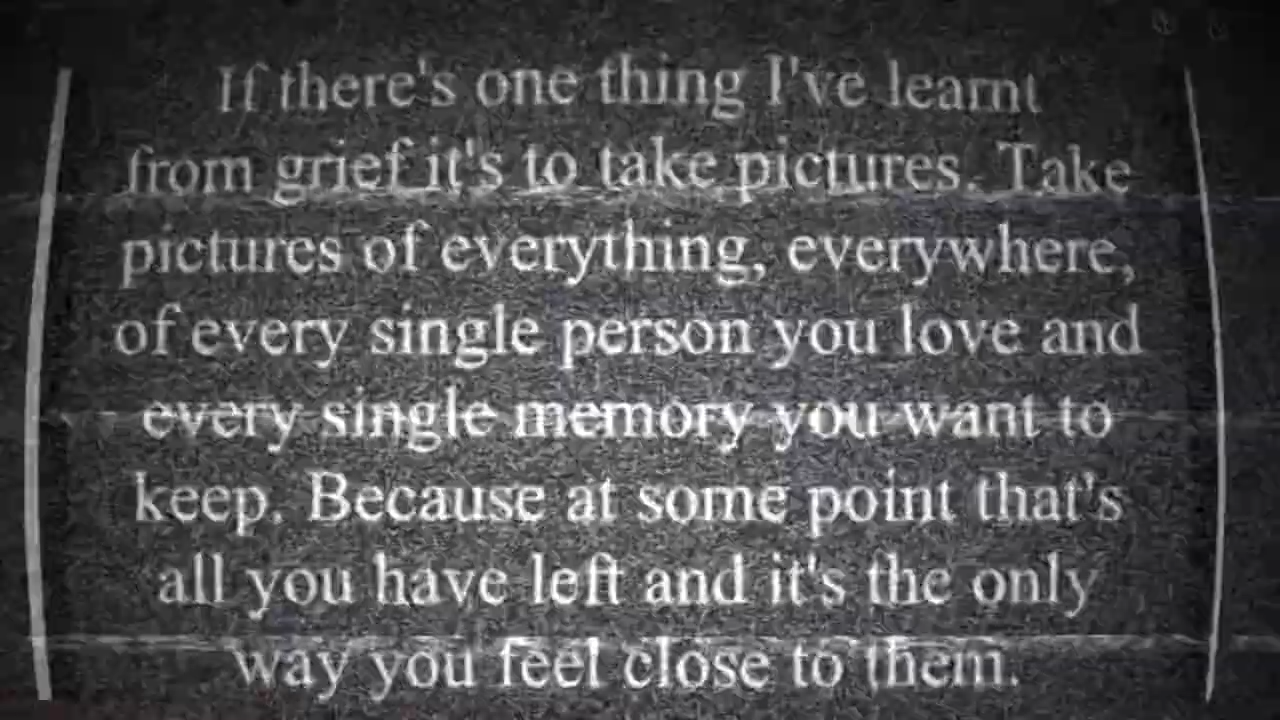 If there's one thing I've learnt
from grief it's to take pictures. Take
pictures of everything, everywhere,
of every single person you love and
every single memory you want to
keep. Because at some point that's
all you have left and it's the only
way you feel close to them.